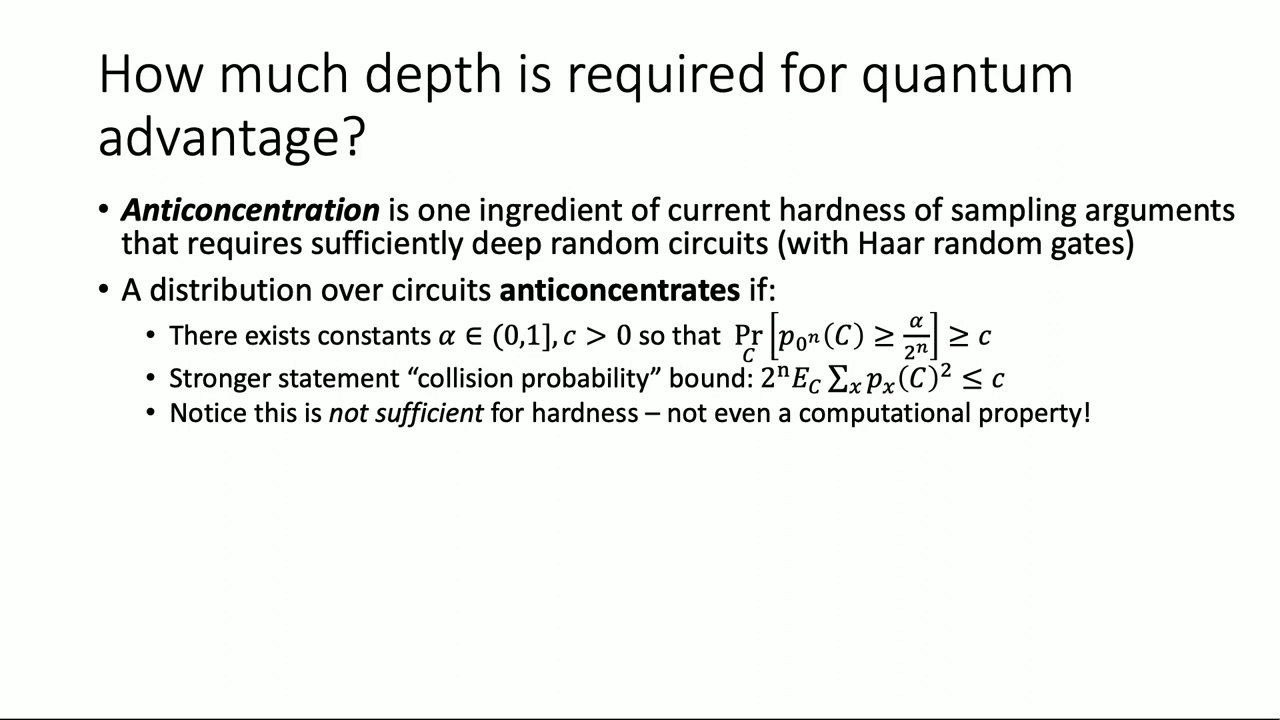 How much depth is required for quantum
advantage?
• Anticoncentration is one ingredient of current hardness of sampling arguments
that requires sufficiently deep random circuits (with Haar random gates)
• A distribution over circuits anticoncentrates if:
• There exists constants α ∈ (0,1], c > 0 so that Pr_C [p_{0^n}(C) ≥ α/2^n] ≥ c
• Stronger statement “collision probability” bound: 2^n E_C ∑_x p_x(C)^2 ≤ c
• Notice this is not sufficient for hardness – not even a computational property!